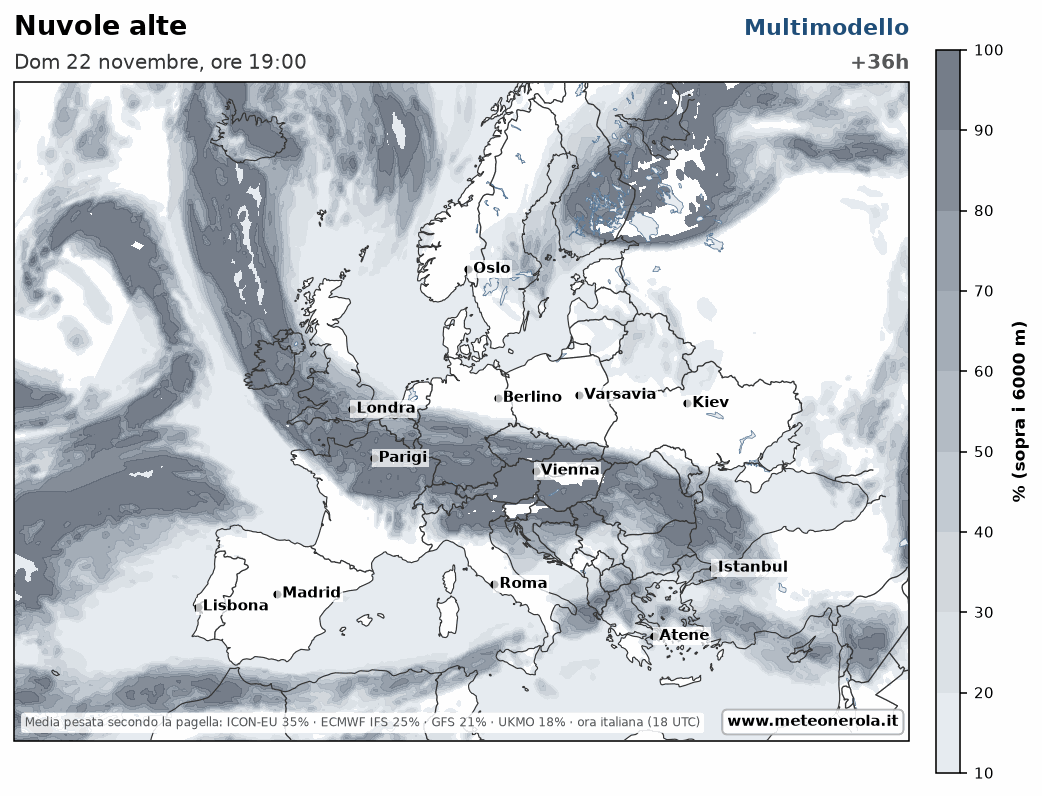 Nuvole alte
Multimodello
Dom 22 novembre, ore 19:00
+36h
100
90
80
70
60
50
40
30
20
10
% (sopra i 6000 m)
Oslo
Londra
Berlino
Varsavia
Kiev
Parigi
Vienna
Istanbul
Roma
Madrid
Lisbona
Atene
Media pesata secondo la pagella: ICON-EU 35% · ECMWF IFS 25% · GFS 21% · UKMO 18% · ora italiana (18 UTC)
www.meteonerola.it